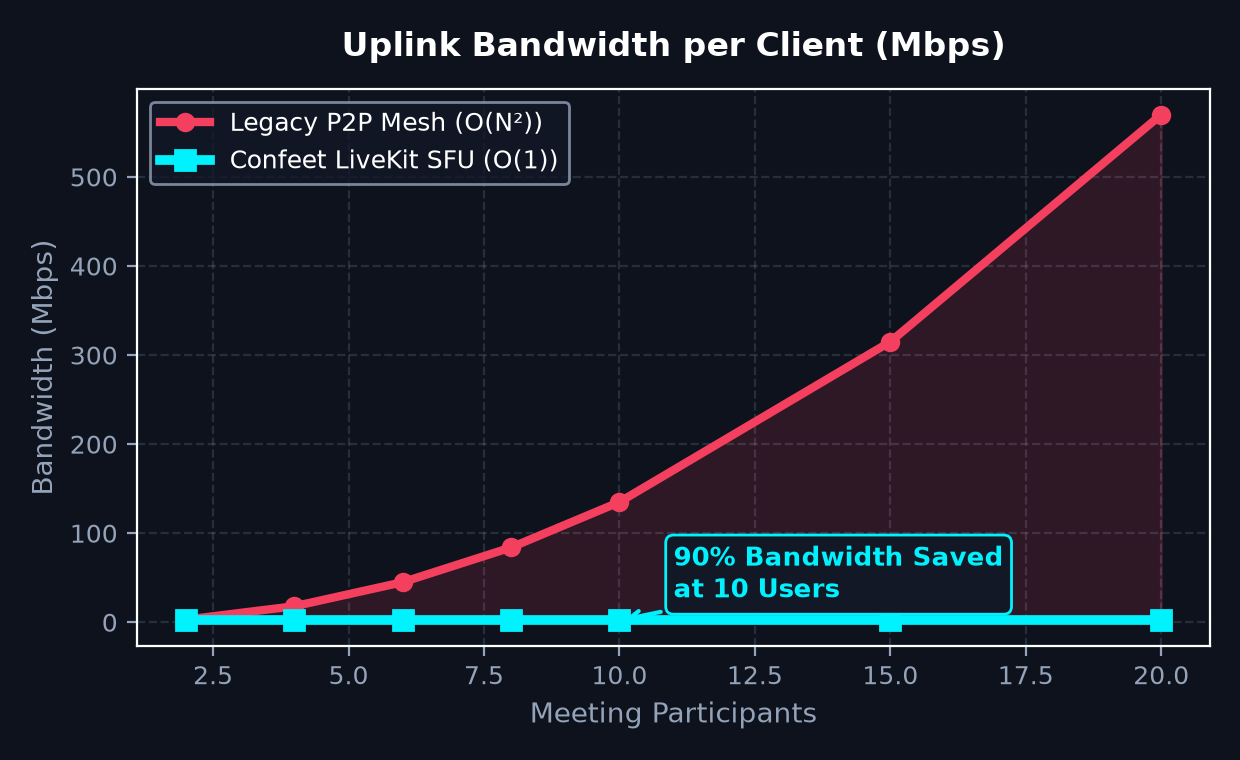 Uplink Bandwidth per Client (Mbps)
Legacy P2P Mesh (O(N²))
Confeet LiveKit SFU (O(1))
Bandwidth (Mbps)
500
400
300
200
100
0
90% Bandwidth Saved
at 10 Users
2.5 5.0 7.5 10.0 12.5 15.0 17.5 20.0
Meeting Participants